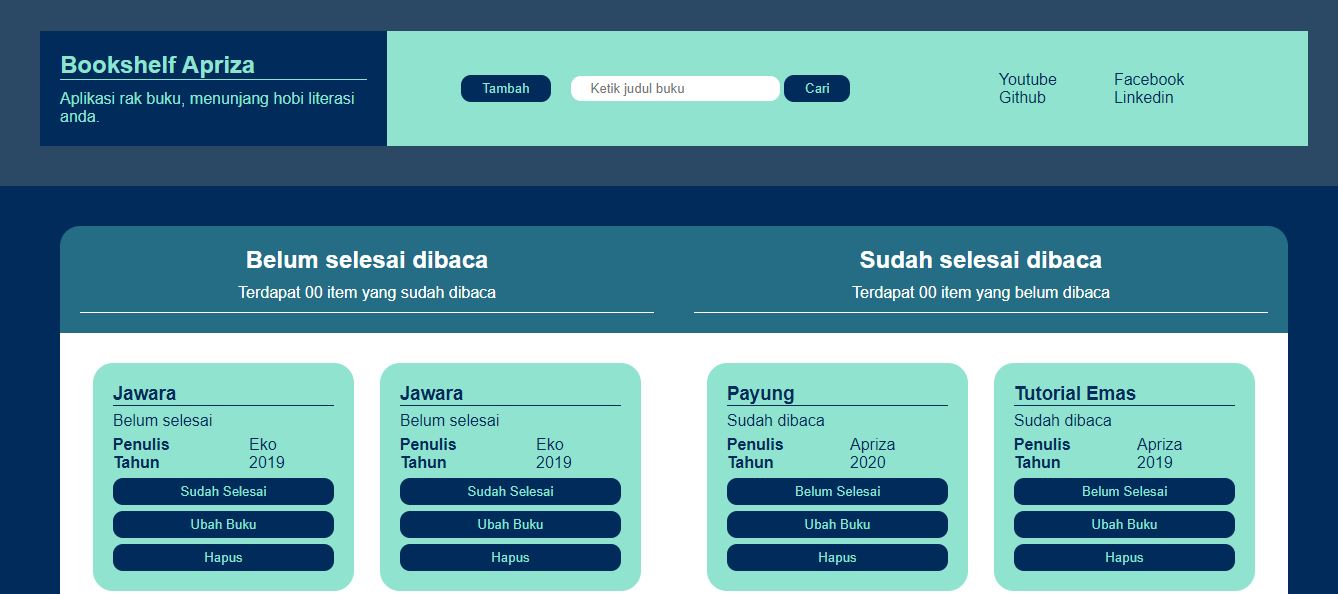 Bookshelf Apriza
Aplikasi rak buku, menunjang hobi literasi
anda.
Tambah
Ketik judul buku
Cari
Youtube Facebook
Github Linkedin
Belum selesai dibaca
Terdapat 00 item yang sudah dibaca
Sudah selesai dibaca
Terdapat 00 item yang belum dibaca
Jawara
Belum selesai
Penulis Eko
Tahun 2019
Sudah Selesai
Ubah Buku
Hapus
Jawara
Belum selesai
Penulis Eko
Tahun 2019
Sudah Selesai
Ubah Buku
Hapus
Payung
Sudah dibaca
Penulis Apriza
Tahun 2020
Belum Selesai
Ubah Buku
Hapus
Tutorial Emas
Sudah dibaca
Penulis Apriza
Tahun 2019
Belum Selesai
Ubah Buku
Hapus